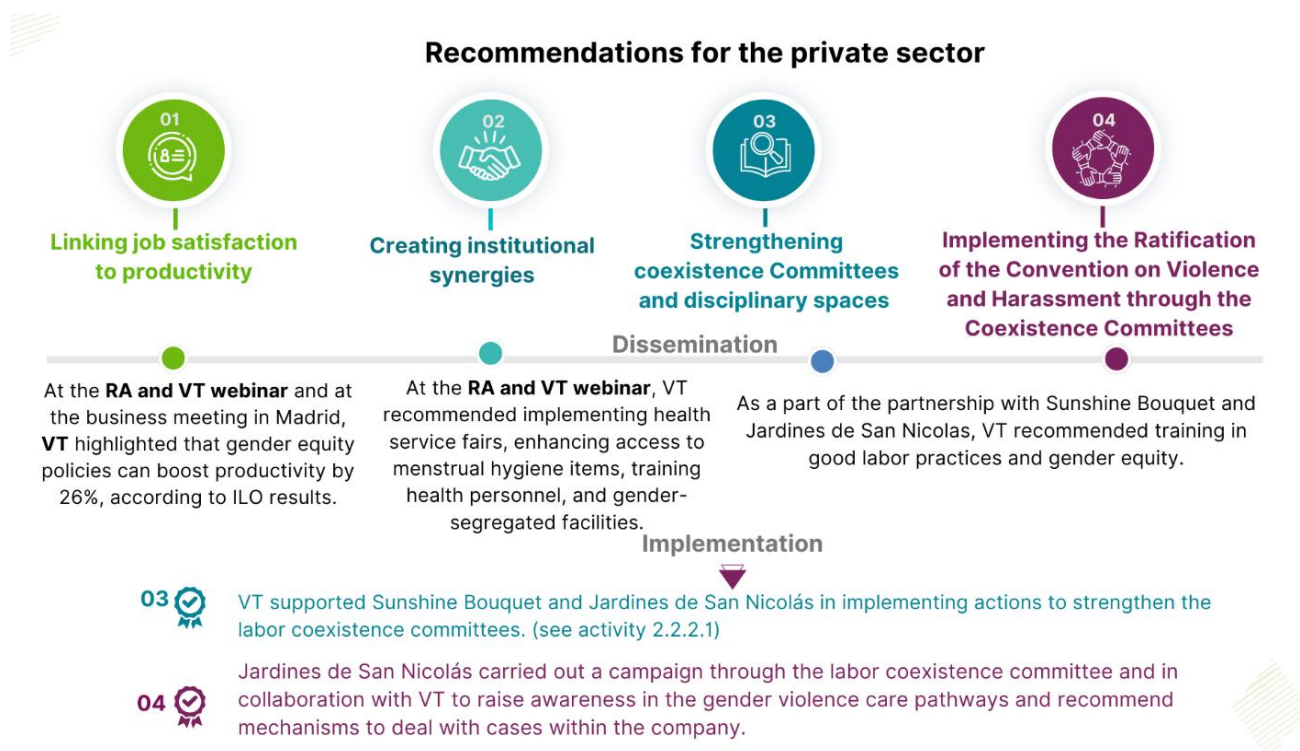 Recommendations for the private sector
01
Linking job satisfaction
to productivity
02
Creating institutional
synergies
03
Strengthening
coexistence Committees
and disciplinary spaces
04
Implementing the Ratification
of the Convention on Violence
and Harassment through the
Coexistence Committees
Dissemination
At the RA and VT webinar and at
the business meeting in Madrid,
VT highlighted that gender equity
policies can boost productivity by
26%, according to ILO results.
At the RA and VT webinar, VT
recommended implementing health
service fairs, enhancing access to
menstrual hygiene items, training
health personnel, and gender-
segregated facilities.
As a part of the partnership with Sunshine Bouquet and
Jardines de San Nicolas, VT recommended training in
good labor practices and gender equity.
Implementation
03
VT supported Sunshine Bouquet and Jardines de San Nicolás in implementing actions to strengthen the
labor coexistence committees. (see activity 2.2.2.1)
04
Jardines de San Nicolás carried out a campaign through the labor coexistence committee and in
collaboration with VT to raise awareness in the gender violence care pathways and recommend
mechanisms to deal with cases within the company.